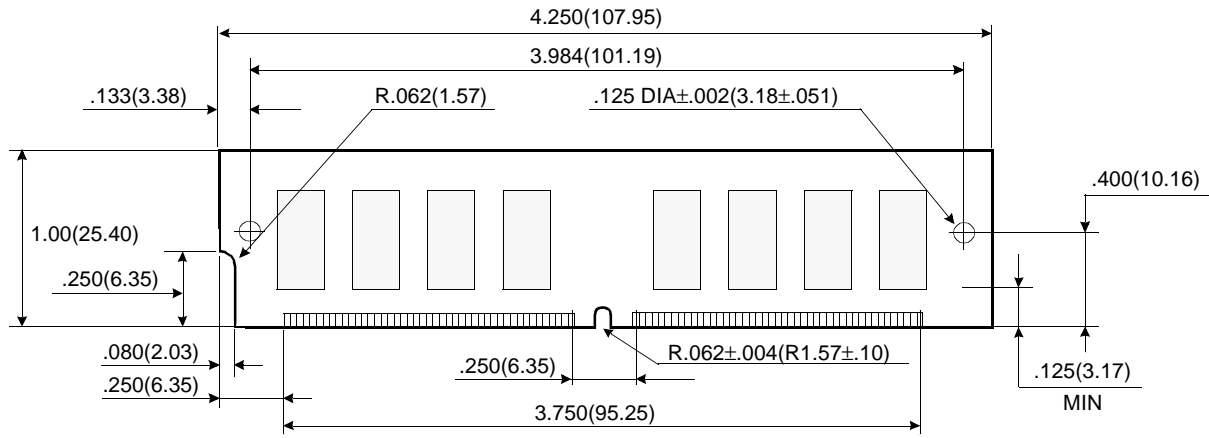 4.250(107.95)
3.984(101.19)
.133(3.38)
R.062(1.57)
.125 DIA±.002(3.18±.051)
.400(10.16)
1.00(25.40)
.250(6.35)
.080(2.03)
.250(6.35)
R.062±.004(R1.57±.10)
.125(3.17)
MIN
.250(6.35)
3.750(95.25)